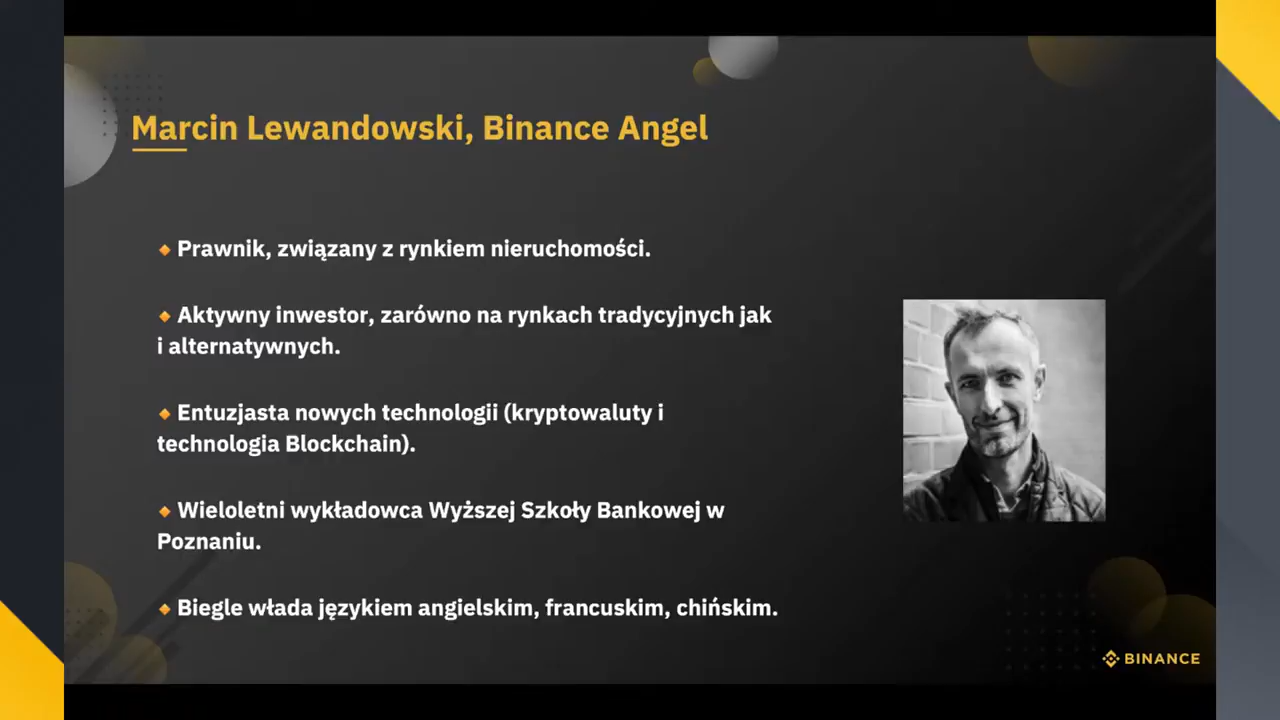 Marcin Lewandowski, Binance Angel
Prawnik, związany z rynkiem nieruchomości.
Aktywny inwestor, zarówno na rynkach tradycyjnych jak
i alternatywnych.
Entuzjasta nowych technologii (kryptowaluty i
technologia Blockchain).
Wieloletni wykładowca Wyższej Szkoły Bankowej w
Poznaniu.
Biegle włada językiem angielskim, francuskim, chińskim.
BINANCE